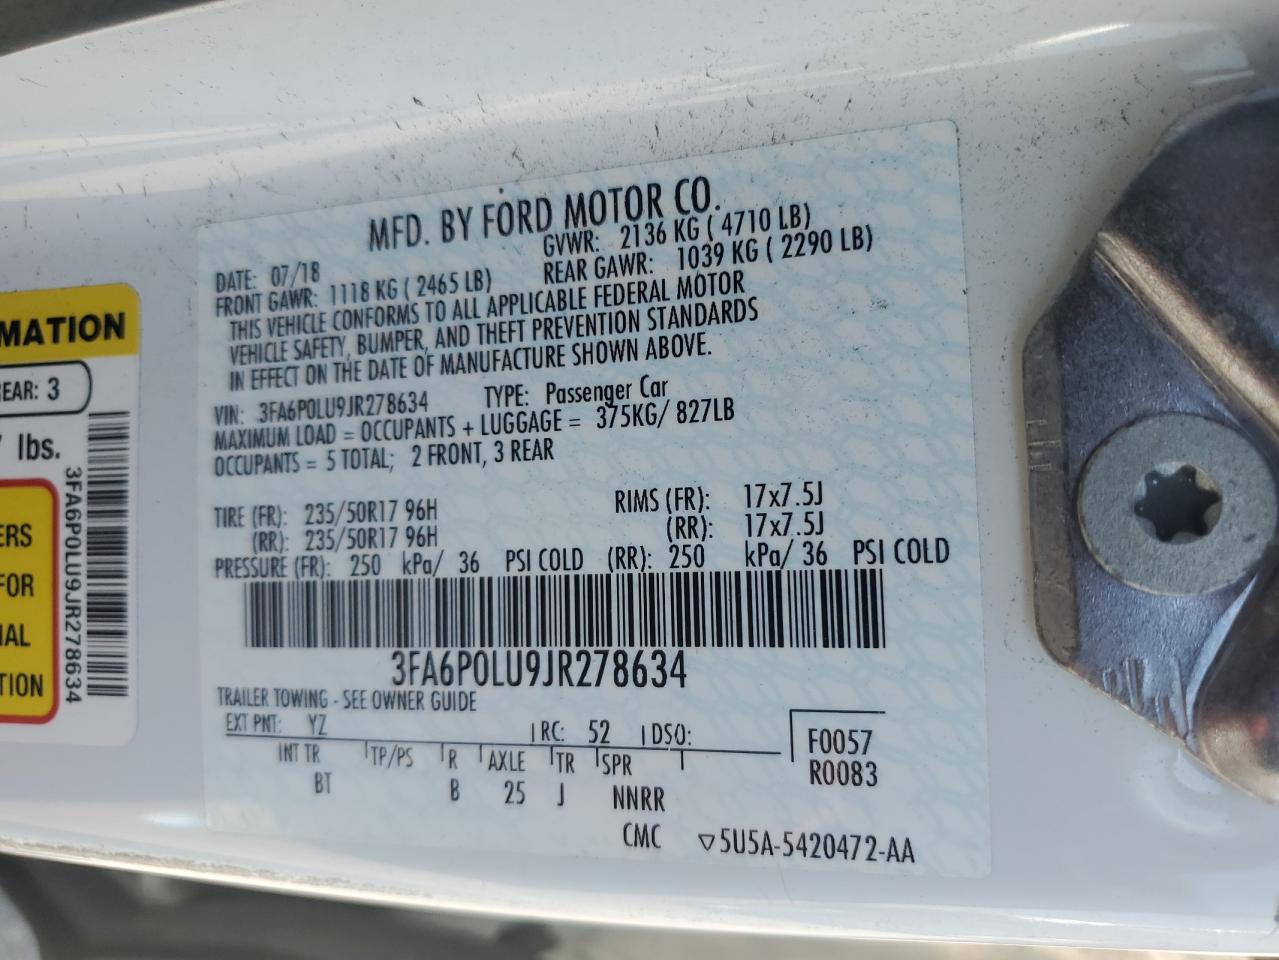 MATION
EAR: 3
lbs.
3FA6P0LU9JR278634
ERS
FOR
IAL
TION
MFD. BY FORD MOTOR CO.
DATE: 07/18 GVWR: 2136 KG ( 4710 LB)
FRONT GAWR: 1118 KG ( 2465 LB) REAR GAWR: 1039 KG ( 2290 LB)
THIS VEHICLE CONFORMS TO ALL APPLICABLE FEDERAL MOTOR
VEHICLE SAFETY, BUMPER, AND THEFT PREVENTION STANDARDS
IN EFFECT ON THE DATE OF MANUFACTURE SHOWN ABOVE.
VIN: 3FA6P0LU9JR278634 TYPE: Passenger Car
MAXIMUM LOAD = OCCUPANTS + LUGGAGE = 375KG/ 827LB
OCCUPANTS = 5 TOTAL; 2 FRONT, 3 REAR
TIRE (FR): 235/50R17 96H RIMS (FR): 17x7.5J
(RR): 235/50R17 96H (RR): 17x7.5J
PRESSURE (FR): 250 kPa/ 36 PSI COLD (RR): 250 kPa/ 36 PSI COLD
3FA6P0LU9JR278634
TRAILER TOWING - SEE OWNER GUIDE
EXT PNT: YZ RC: 52 DSO:
F0057
INT TR TP/PS R AXLE TR SPR
R0083
BT B 25 J NNRR
CMC ▽5U5A-5420472-AA